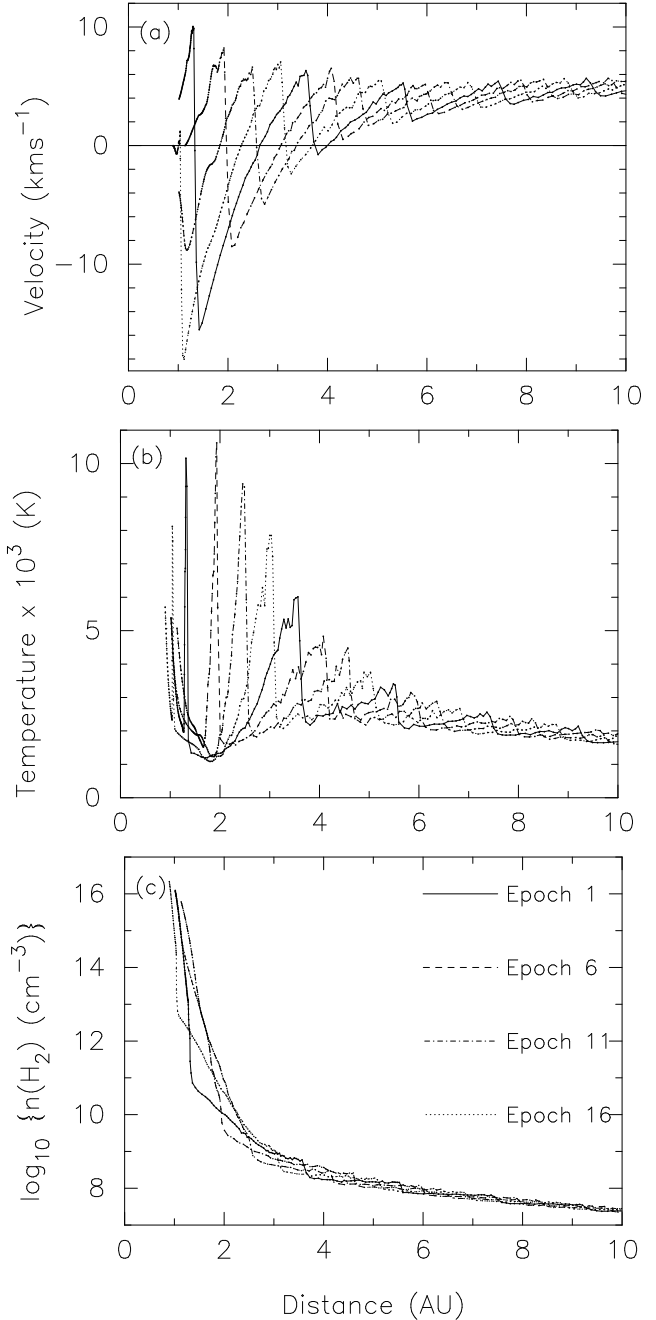 (a)
10
0
−10
Velocity (kms⁻¹)
0 2 4 6 8 10
(b)
10
5
0
Temperature x 10³ (K)
0 2 4 6 8 10
(c)
16
14
12
10
8
log₁₀ {n(H₂) (cm⁻³)}
Epoch 1
Epoch 6
Epoch 11
Epoch 16
0 2 4 6 8 10
Distance (AU)